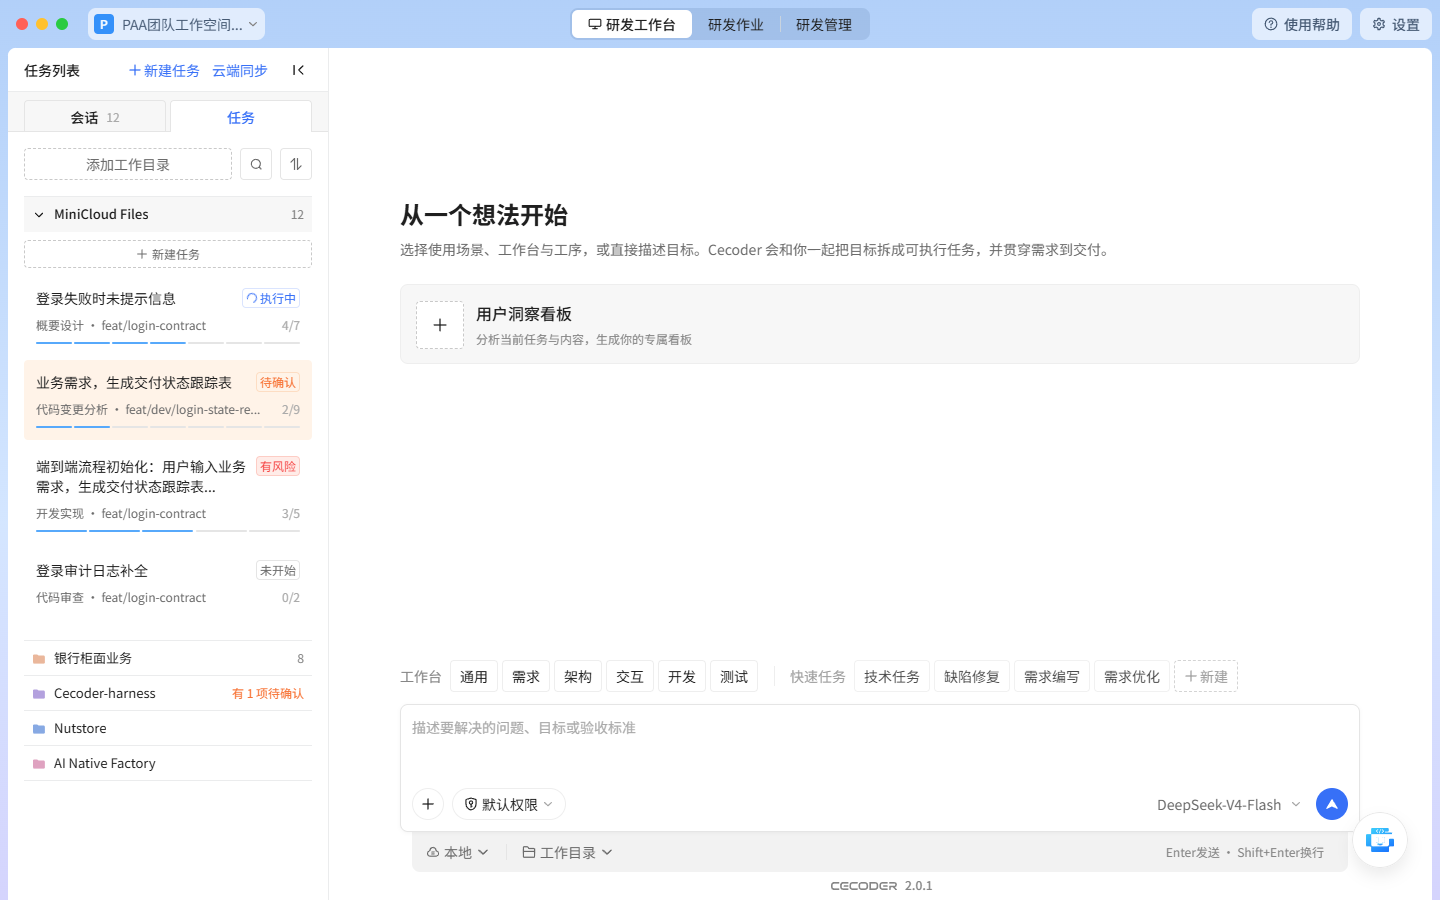 P PAA团队工作空间...
研发工作台 研发作业 研发管理
使用帮助 设置
任务列表 新建任务 云端同步
会话 12 任务
添加工作目录
MiniCloud Files 12
新建任务
登录失败时未提示信息 执行中
概要设计 · feat/login-contract 4/7
业务需求，生成交付状态跟踪表 待确认
代码变更分析 · feat/dev/login-state-re... 2/9
端到端流程初始化：用户输入业务 有风险
需求，生成交付状态跟踪表...
开发实现 · feat/login-contract 3/5
登录审计日志补全 未开始
代码审查 · feat/login-contract 0/2
银行柜面业务 8
Cecoder-harness 有 1 项待确认
Nutstore
AI Native Factory
从一个想法开始
选择使用场景、工作台与工序，或直接描述目标。Cecoder 会和你一起把目标拆成可执行任务，并贯穿需求到交付。
用户洞察看板
分析当前任务与内容，生成你的专属看板
工作台 通用 需求 架构 交互 开发 测试 快速任务 技术任务 缺陷修复 需求编写 需求优化 新建
描述要解决的问题、目标或验收标准
默认权限 DeepSeek-V4-Flash
本地 工作目录 Enter发送 · Shift+Enter换行
CECODER 2.0.1